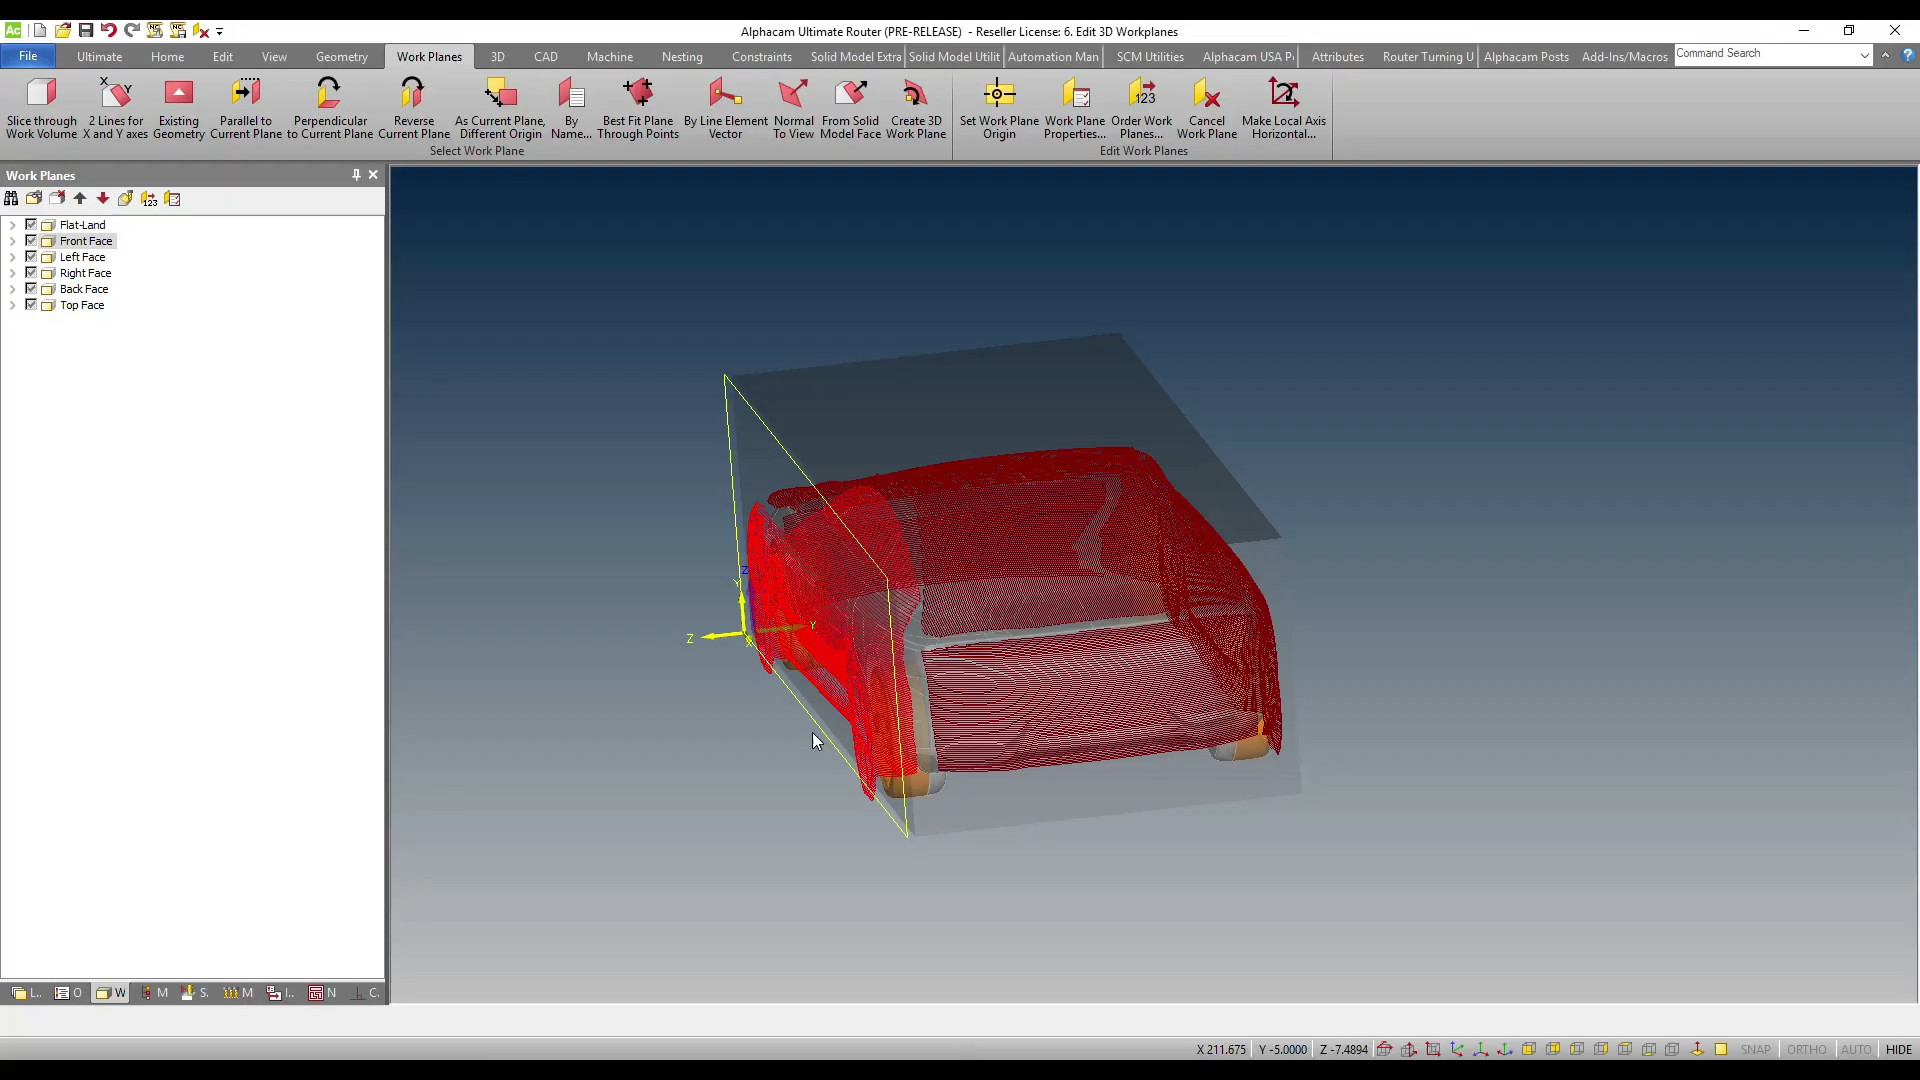 Alphacam Ultimate Router (PRE-RELEASE) - Reseller License: 6. Edit 3D Workplanes
File Ultimate Home Edit View Geometry Work Planes 3D CAD Machine Nesting Constraints Solid Model Extra Solid Model Utilit Automation Man SCM Utilities Alphacam USA P Attributes Router Turning U Alphacam Posts Add-Ins/Macros Command Search
Slice through Work Volume
2 Lines for X and Y axes
Existing Geometry
Parallel to Current Plane
Perpendicular to Current Plane
Reverse Current Plane
As Current Plane, Different Origin
By Name...
Best Fit Plane Through Points
By Line Element Vector
Normal To View
From Solid Model Face
Create 3D Work Plane
Set Work Plane Origin
Work Plane Properties...
123
Order Work Planes...
Cancel Work Plane
Make Local Axis Horizontal...
Select Work Plane
Edit Work Planes
Work Planes
Flat-Land
Front Face
Left Face
Right Face
Back Face
Top Face
Z
Y
Z
Y
X
L.. O W M S. M I.. N C.
X 211.675 Y -5.0000 Z -7.4894 SNAP ORTHO AUTO HIDE